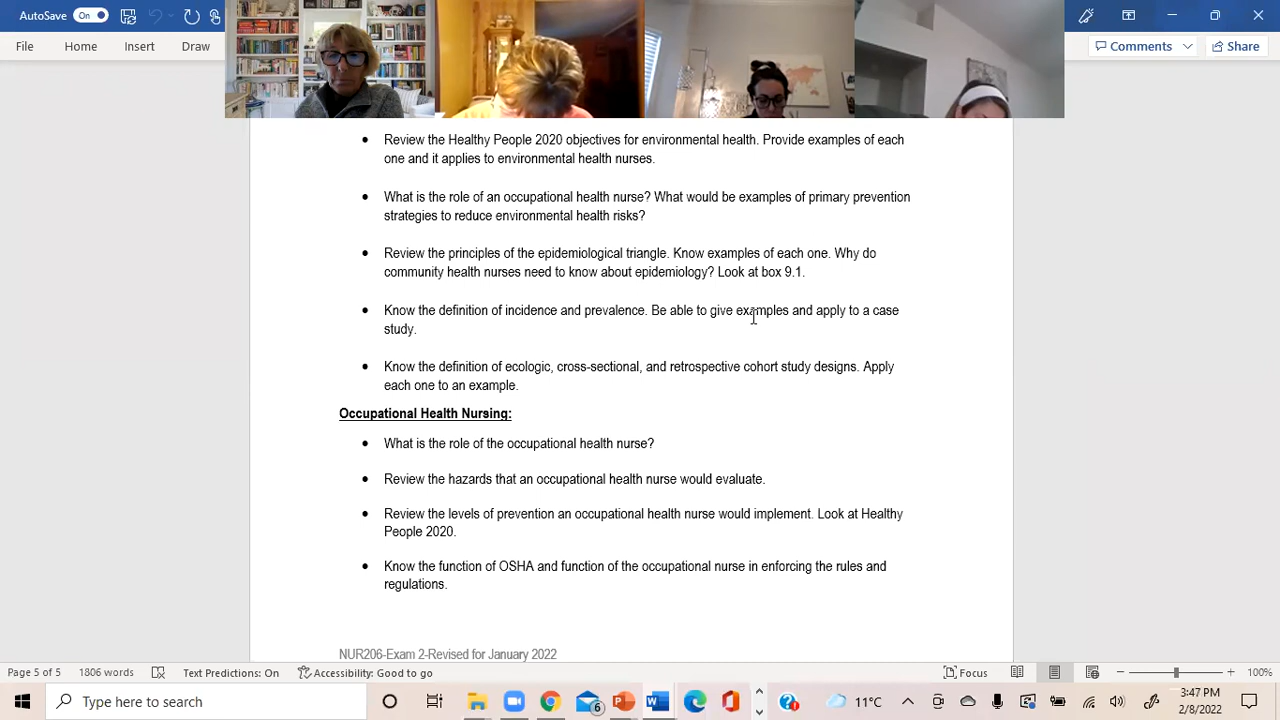 AutoSave On
File Home Insert Draw Comments Share
Review the Healthy People 2020 objectives for environmental health. Provide examples of each
one and it applies to environmental health nurses.
What is the role of an occupational health nurse? What would be examples of primary prevention
strategies to reduce environmental health risks?
Review the principles of the epidemiological triangle. Know examples of each one. Why do
community health nurses need to know about epidemiology? Look at box 9.1.
Know the definition of incidence and prevalence. Be able to give examples and apply to a case
study.
Know the definition of ecologic, cross-sectional, and retrospective cohort study designs. Apply
each one to an example.
Occupational Health Nursing:
What is the role of the occupational health nurse?
Review the hazards that an occupational health nurse would evaluate.
Review the levels of prevention an occupational health nurse would implement. Look at Healthy
People 2020.
Know the function of OSHA and function of the occupational nurse in enforcing the rules and
regulations.
NUR206-Exam 2-Revised for January 2022
Page 5 of 5 1806 words Text Predictions: On Accessibility: Good to go Focus 100%
Type here to search 6 11°C 3:47 PM
2/8/2022